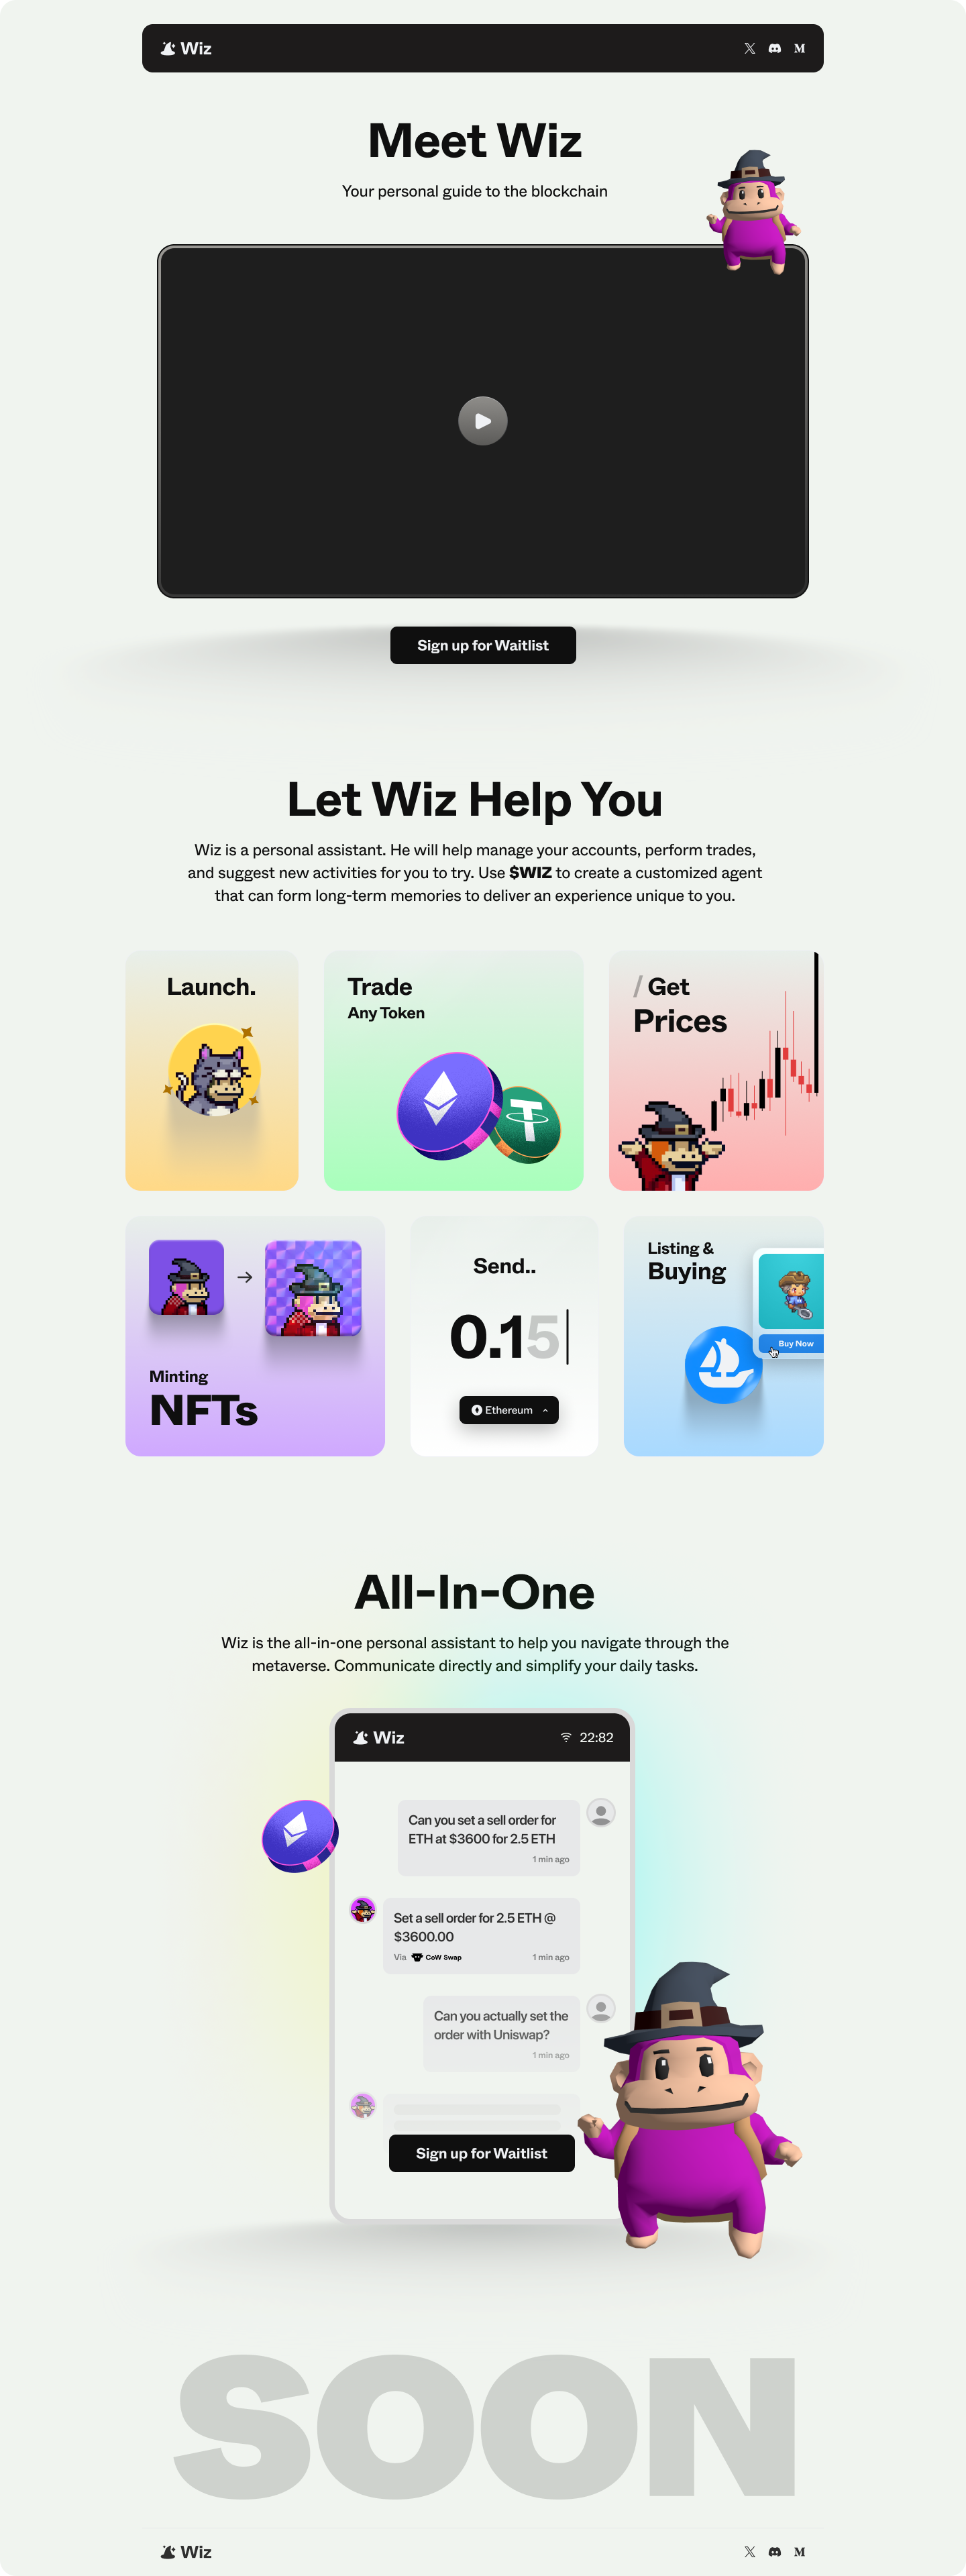 Wiz
Meet Wiz
Your personal guide to the blockchain
Sign up for Waitlist
Let Wiz Help You
Wiz is a personal assistant. He will help manage your accounts, perform trades,
and suggest new activities for you to try. Use $WIZ to create a customized agent
that can form long-term memories to deliver an experience unique to you.
Launch.
Trade
Any Token
/ Get
Prices
Minting
NFTs
Send..
0.15
Ethereum
Listing &
Buying
Buy Now
All-In-One
Wiz is the all-in-one personal assistant to help you navigate through the
metaverse. Communicate directly and simplify your daily tasks.
Wiz 22:82
Can you set a sell order for
ETH at $3600 for 2.5 ETH
1 min ago
Set a sell order for 2.5 ETH @
$3600.00
Via CoW Swap 1 min ago
Can you actually set the
order with Uniswap?
1 min ago
Sign up for Waitlist
SOON
Wiz